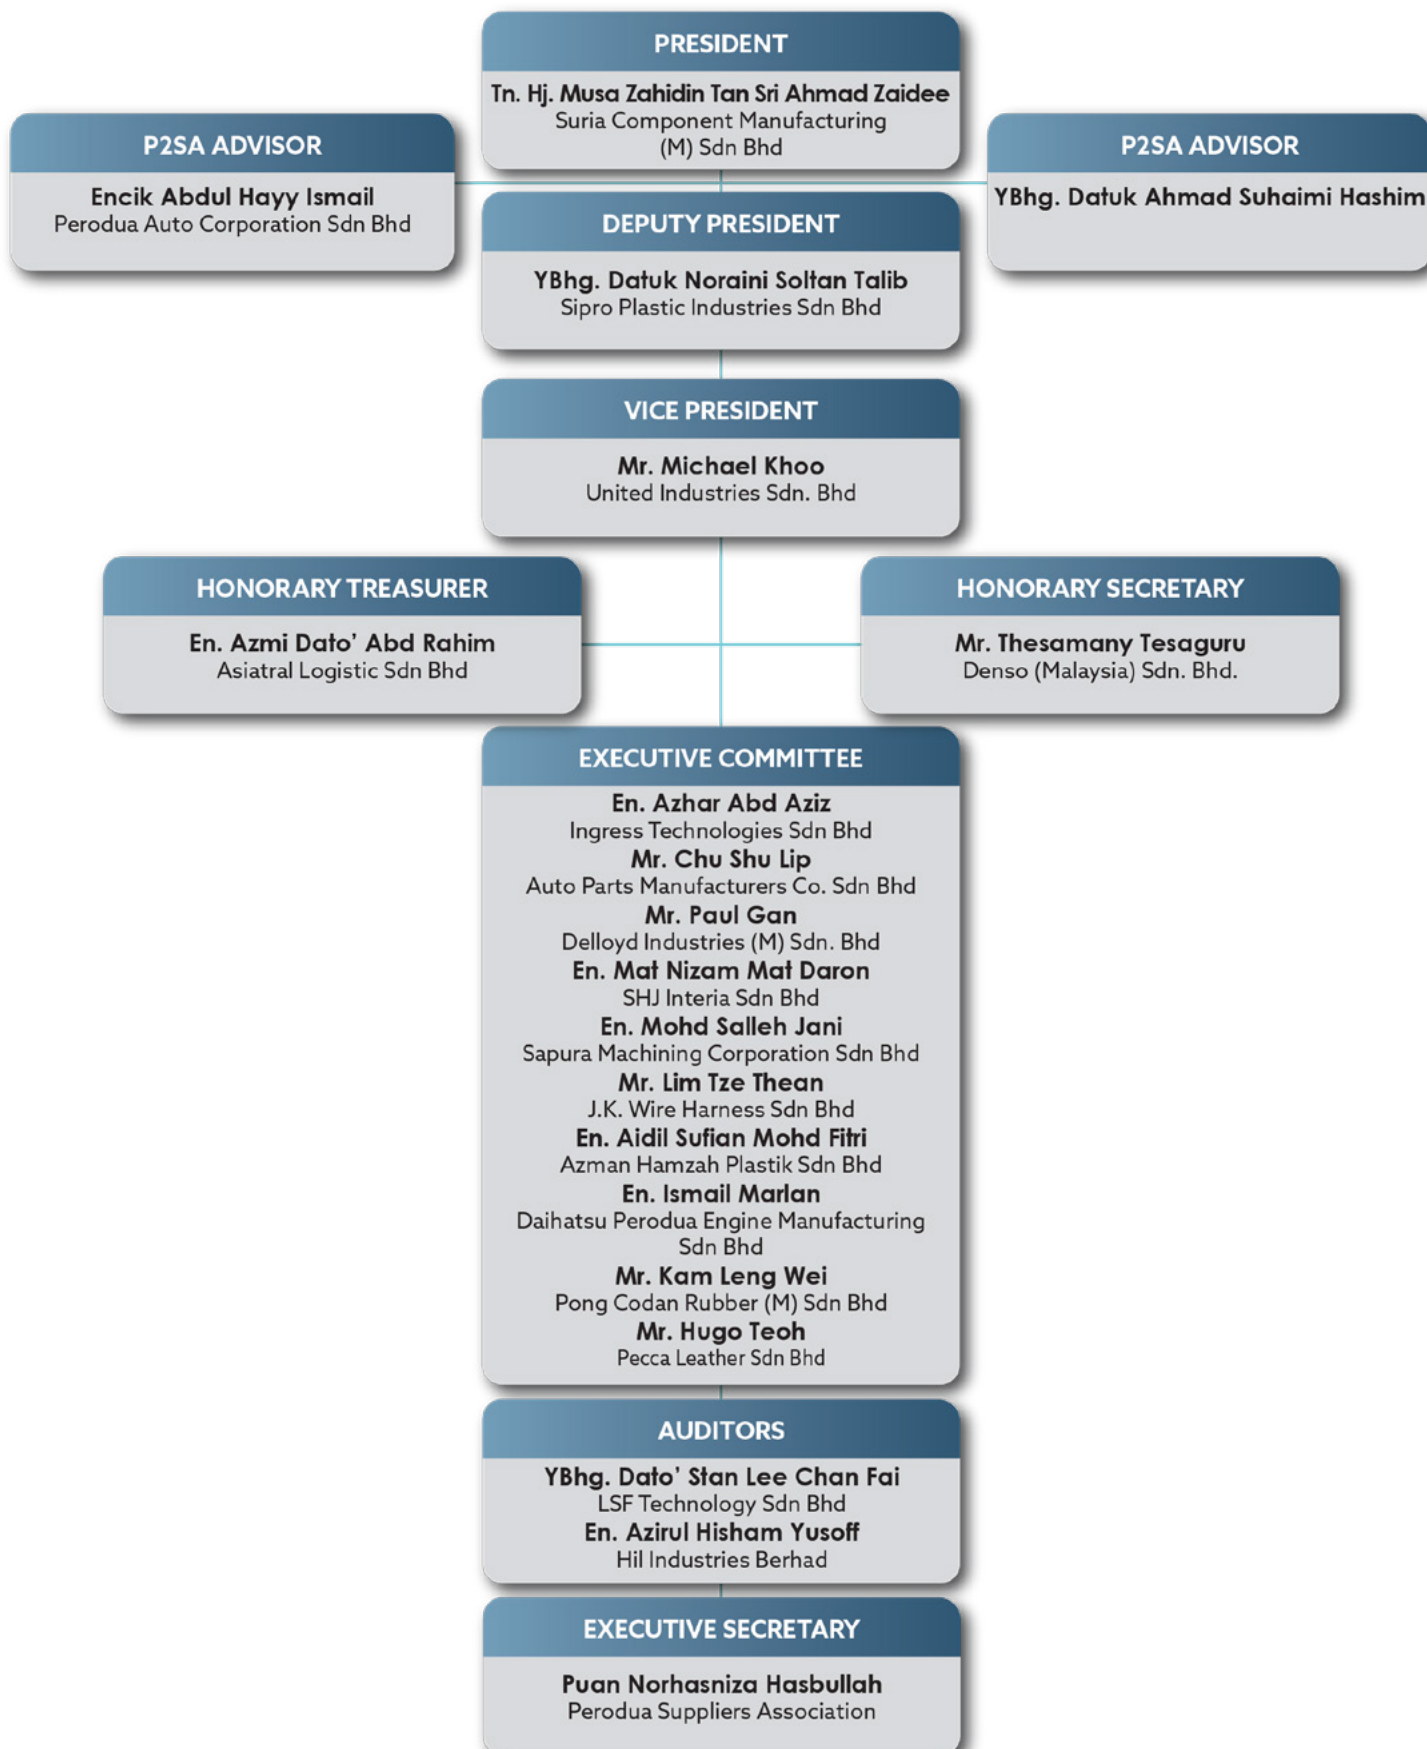 PRESIDENT
Tn. Hj. Musa Zahidin Tan Sri Ahmad Zaidee
Suria Component Manufacturing
(M) Sdn Bhd
P2SA ADVISOR
Encik Abdul Hayy Ismail
Perodua Auto Corporation Sdn Bhd
P2SA ADVISOR
YBhg. Datuk Ahmad Suhaimi Hashim
DEPUTY PRESIDENT
YBhg. Datuk Noraini Soltan Talib
Sipro Plastic Industries Sdn Bhd
VICE PRESIDENT
Mr. Michael Khoo
United Industries Sdn. Bhd
HONORARY TREASURER
En. Azmi Dato’ Abd Rahim
Asiatral Logistic Sdn Bhd
HONORARY SECRETARY
Mr. Thesamany Tesaguru
Denso (Malaysia) Sdn. Bhd.
EXECUTIVE COMMITTEE
En. Azhar Abd Aziz
Ingress Technologies Sdn Bhd
Mr. Chu Shu Lip
Auto Parts Manufacturers Co. Sdn Bhd
Mr. Paul Gan
Delloyd Industries (M) Sdn. Bhd
En. Mat Nizam Mat Daron
SHJ Interia Sdn Bhd
En. Mohd Salleh Jani
Sapura Machining Corporation Sdn Bhd
Mr. Lim Tze Thean
J.K. Wire Harness Sdn Bhd
En. Aidil Sufian Mohd Fitri
Azman Hamzah Plastik Sdn Bhd
En. Ismail Marlan
Daihatsu Perodua Engine Manufacturing
Sdn Bhd
Mr. Kam Leng Wei
Pong Codan Rubber (M) Sdn Bhd
Mr. Hugo Teoh
Pecca Leather Sdn Bhd
AUDITORS
YBhg. Dato’ Stan Lee Chan Fai
LSF Technology Sdn Bhd
En. Azirul Hisham Yusoff
Hil Industries Berhad
EXECUTIVE SECRETARY
Puan Norhasniza Hasbullah
Perodua Suppliers Association